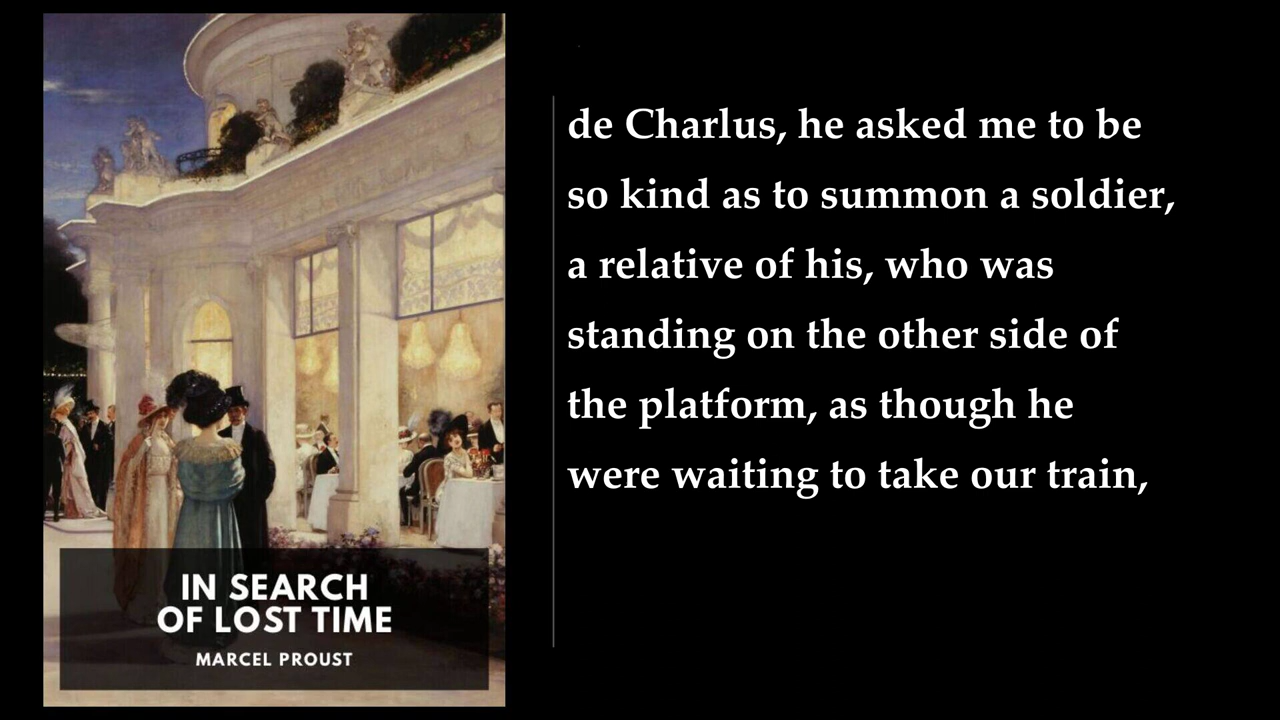 IN SEARCH
OF LOST TIME
MARCEL PROUST
de Charlus, he asked me to be
so kind as to summon a soldier,
a relative of his, who was
standing on the other side of
the platform, as though he
were waiting to take our train,